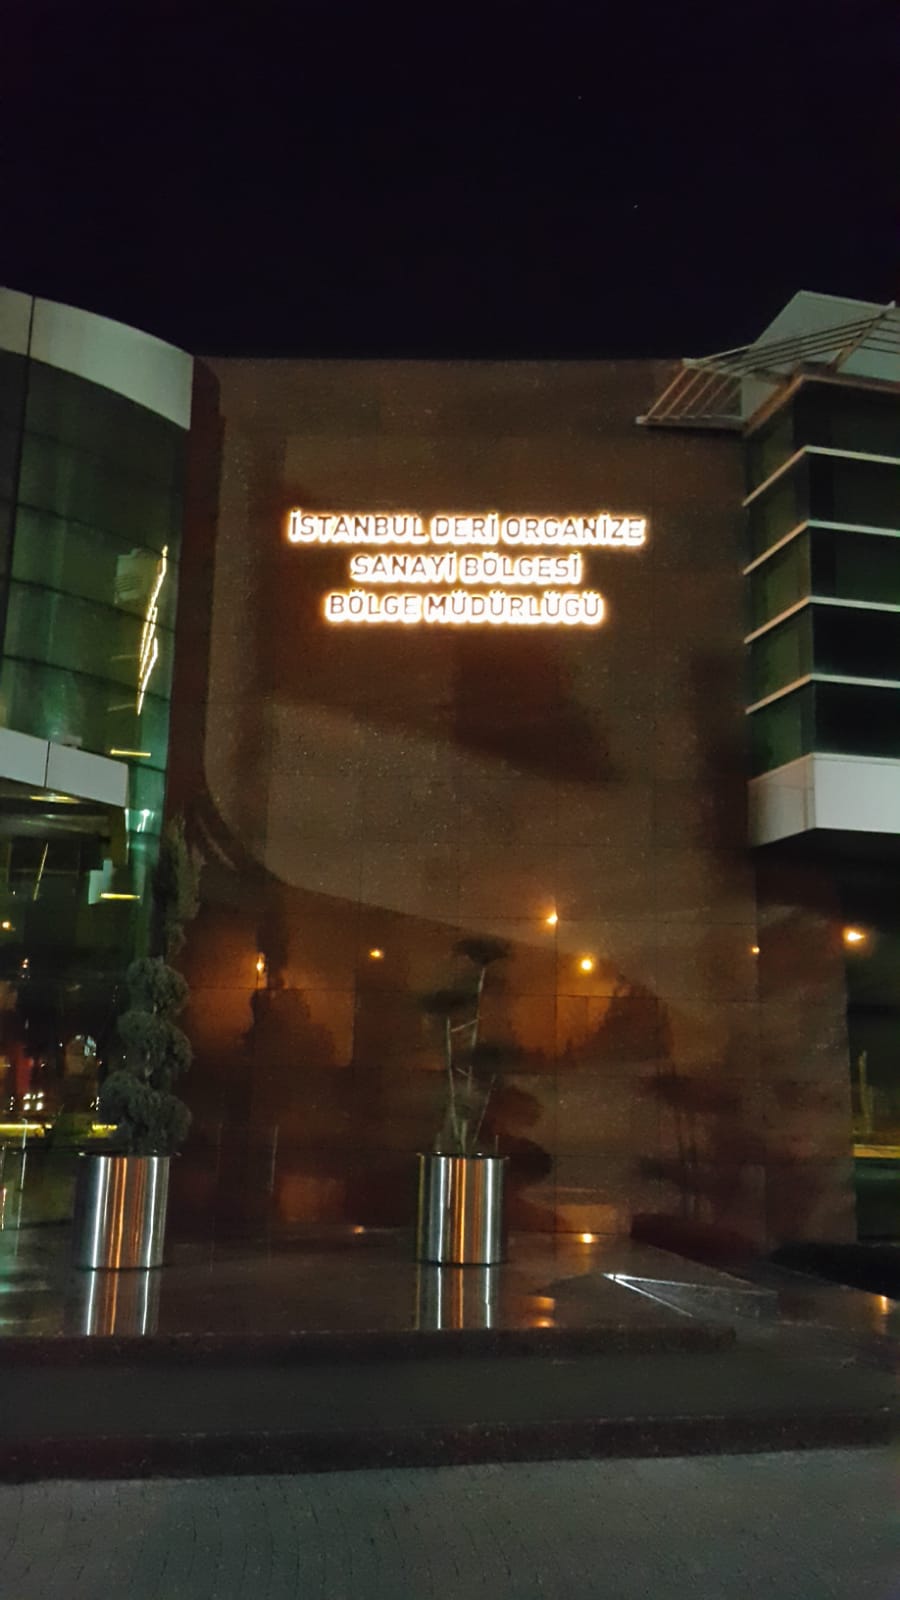 İSTANBUL DERİ ORGANİZE
SANAYİ BÖLGESİ
BÖLGE MÜDÜRLÜĞÜ